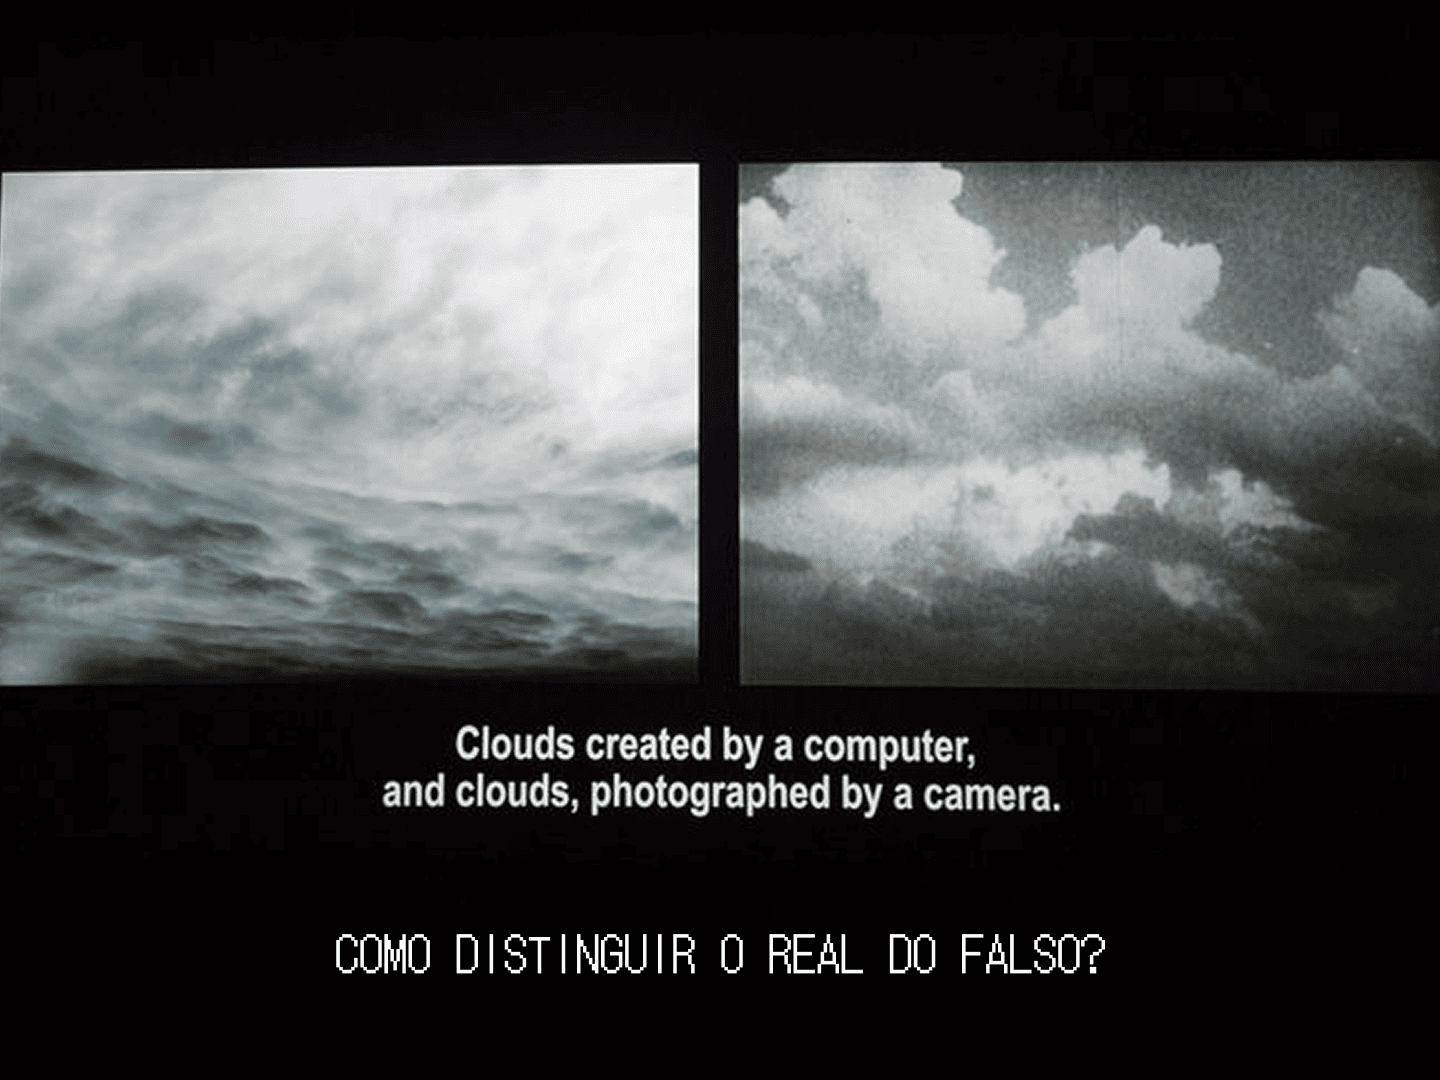 Clouds created by a computer,
and clouds, photographed by a camera.
COMO DISTINGUIR O REAL DO FALSO?